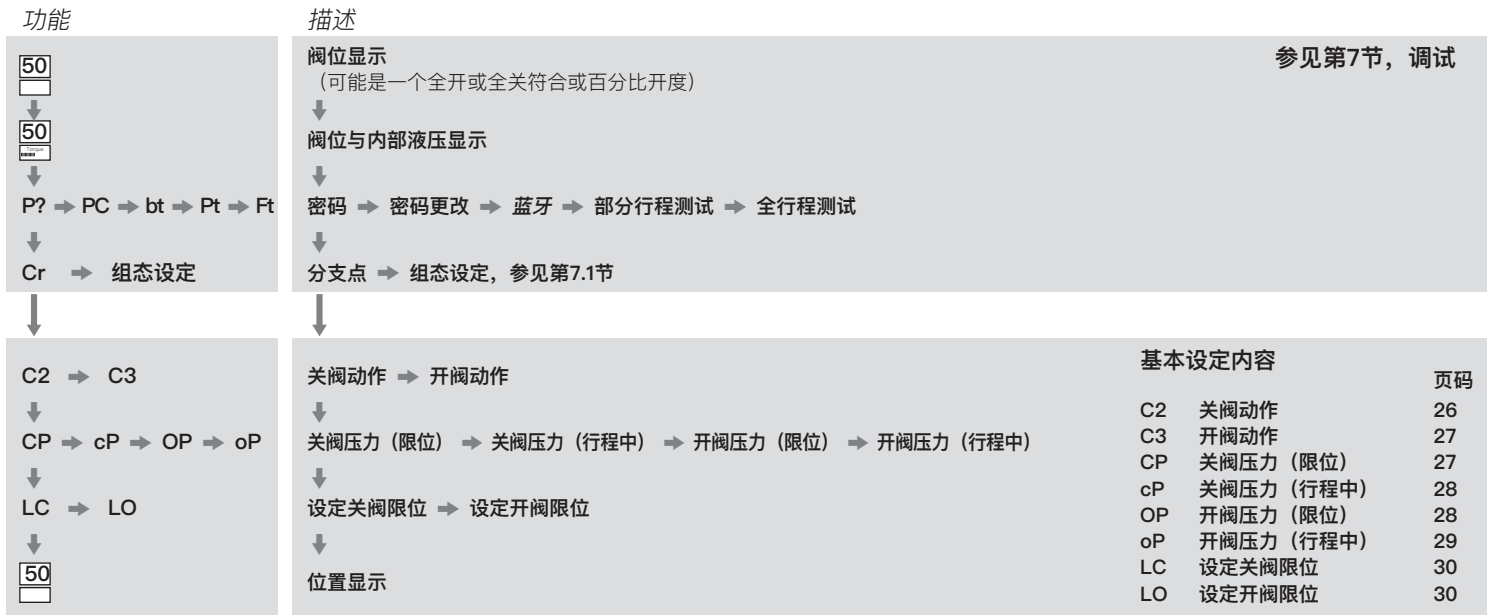 功能
描述
50
阀位显示
（可能是一个全开或全关符合或百分比开度）
参见第7节，调试
50
Torque
阀位与内部液压显示
P? ➡ PC ➡ bt ➡ Pt ➡ Ft
密码 ➡ 密码更改 ➡ 蓝牙 ➡ 部分行程测试 ➡ 全行程测试
Cr ➡ 组态设定
分支点 ➡ 组态设定，参见第7.1节
C2 ➡ C3
关阀动作 ➡ 开阀动作
CP ➡ cP ➡ OP ➡ oP
关阀压力（限位） ➡ 关阀压力（行程中） ➡ 开阀压力（限位） ➡ 开阀压力（行程中）
LC ➡ LO
设定关阀限位 ➡ 设定开阀限位
50
位置显示
基本设定内容
页码
C2 关阀动作 26
C3 开阀动作 27
CP 关阀压力（限位） 27
cP 关阀压力（行程中） 28
OP 开阀压力（限位） 28
oP 开阀压力（行程中） 29
LC 设定关阀限位 30
LO 设定开阀限位 30